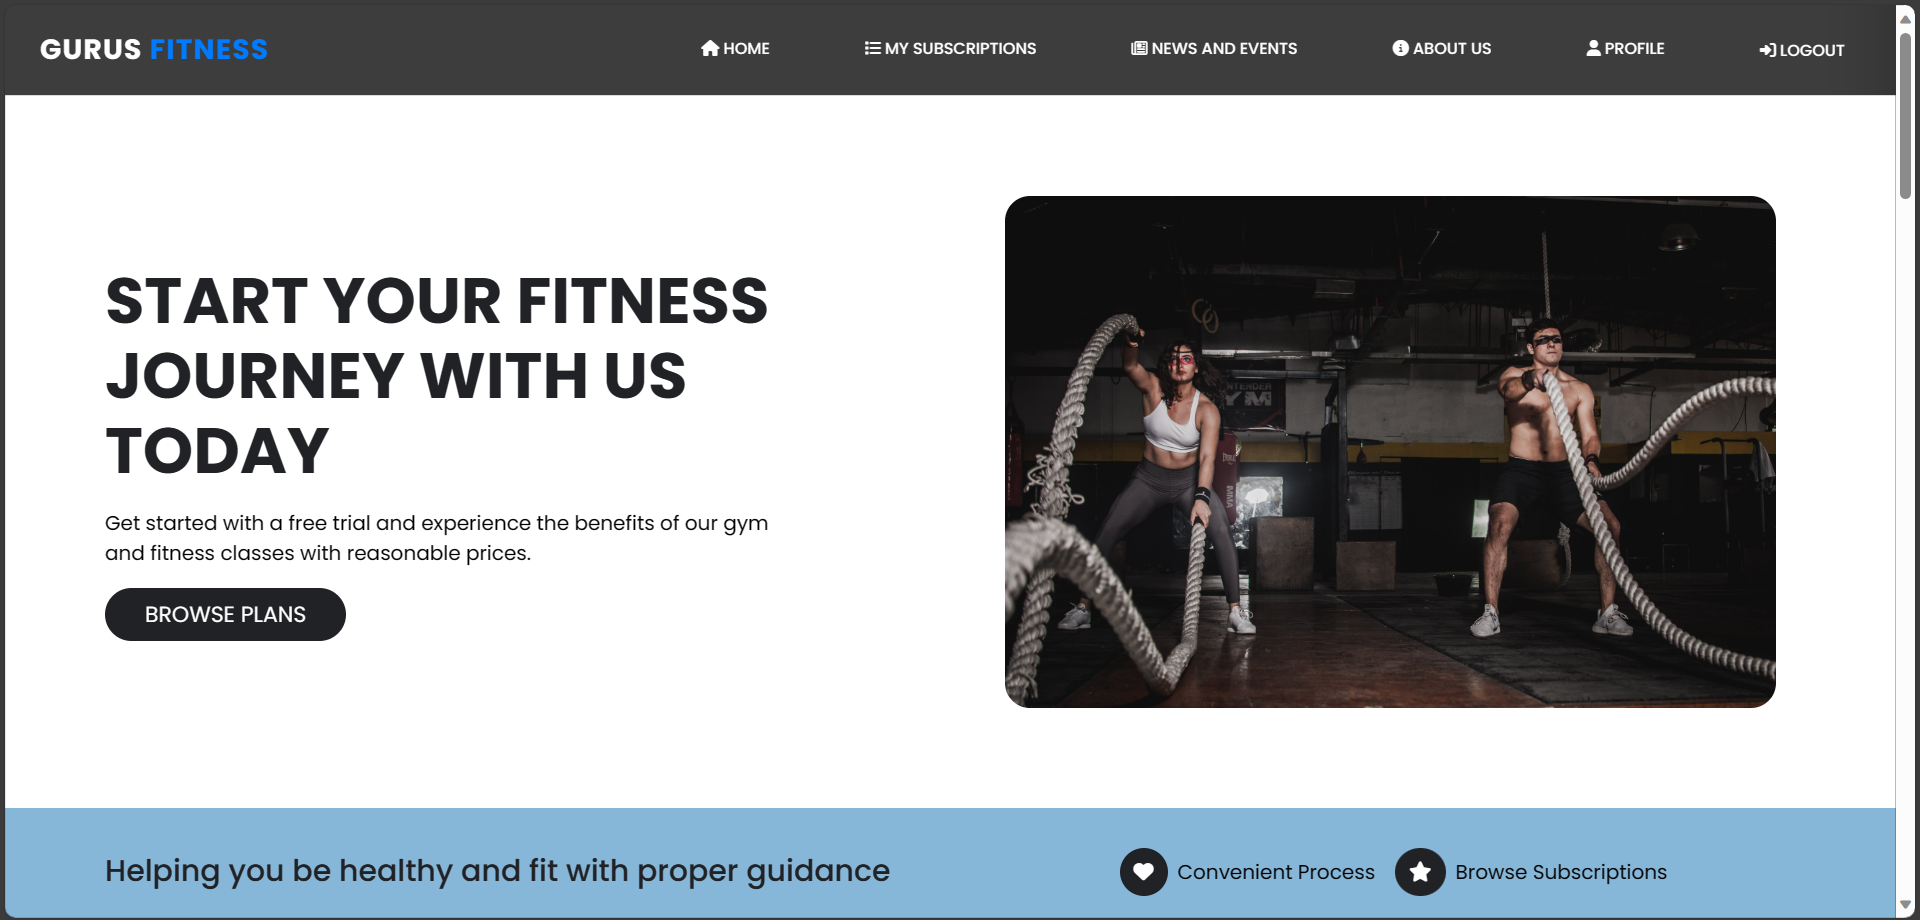 GURUS FITNESS
HOME
MY SUBSCRIPTIONS
NEWS AND EVENTS
ABOUT US
PROFILE
LOGOUT
START YOUR FITNESS
JOURNEY WITH US
TODAY
Get started with a free trial and experience the benefits of our gym
and fitness classes with reasonable prices.
BROWSE PLANS
Helping you be healthy and fit with proper guidance
Convenient Process
Browse Subscriptions